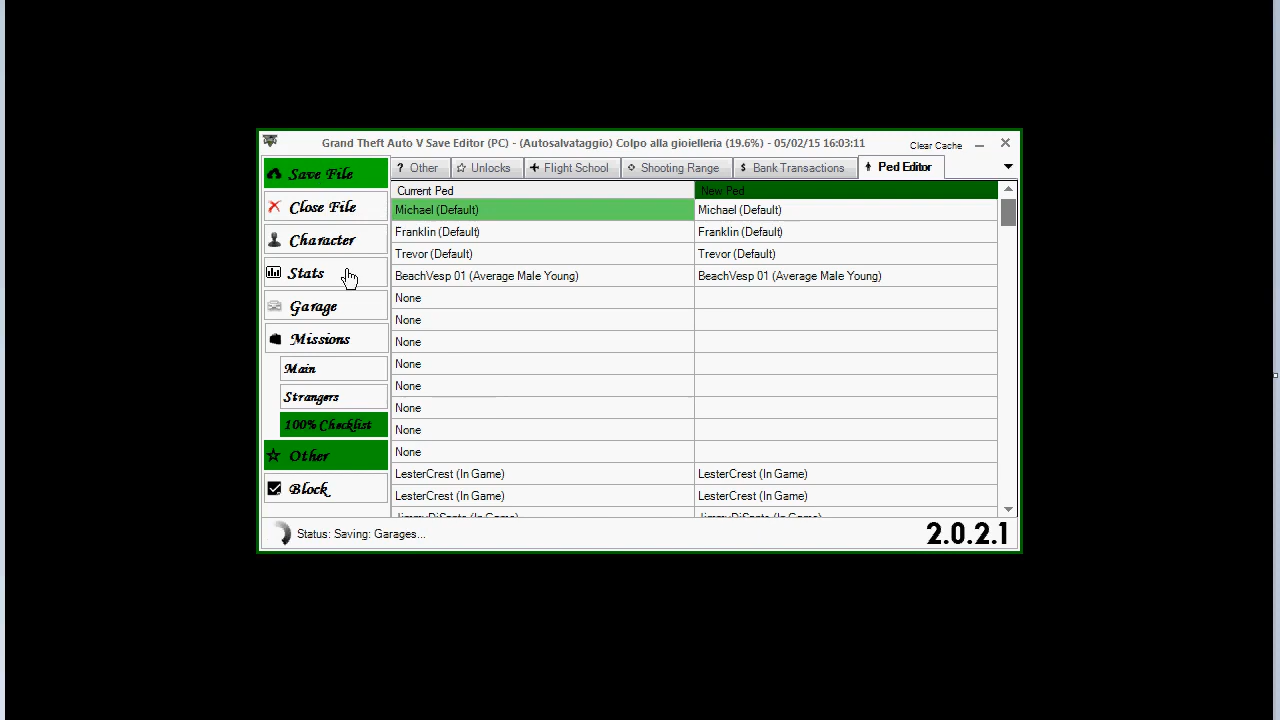 Grand Theft Auto V Save Editor (PC) - (Autosalvataggio) Colpo alla gioielleria (19.6%) - 05/02/15 16:03:11
Clear Cache
Save File
Close File
Character
Stats
Garage
Missions
Main
Strangers
100% Checklist
Other
Block
? Other
Unlocks
Flight School
Shooting Range
$ Bank Transactions
Ped Editor
Current Ped New Ped
Michael (Default) Michael (Default)
Franklin (Default) Franklin (Default)
Trevor (Default) Trevor (Default)
BeachVesp 01 (Average Male Young) BeachVesp 01 (Average Male Young)
None
None
None
None
None
None
None
None
LesterCrest (In Game) LesterCrest (In Game)
LesterCrest (In Game) LesterCrest (In Game)
Status: Saving: Garages...
2.0.2.1